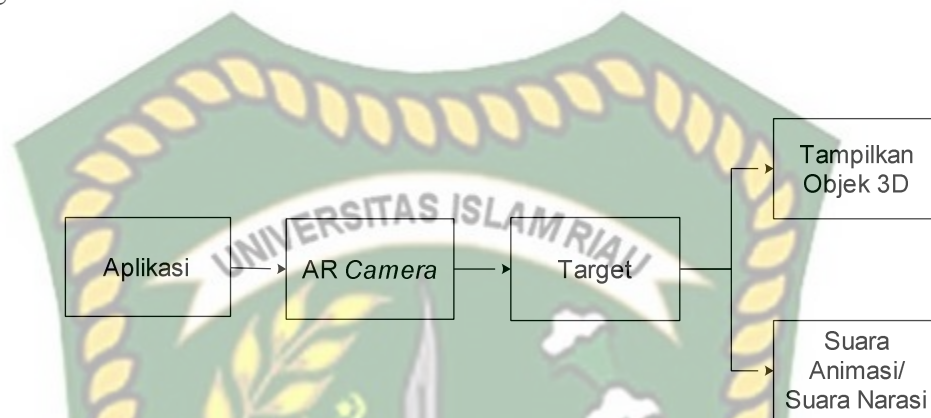 Tampilkan
Objek 3D
UNIVERSITAS ISLAM RIAU
Aplikasi
AR Camera
Target
Suara
Animasi/
Suara Narasi